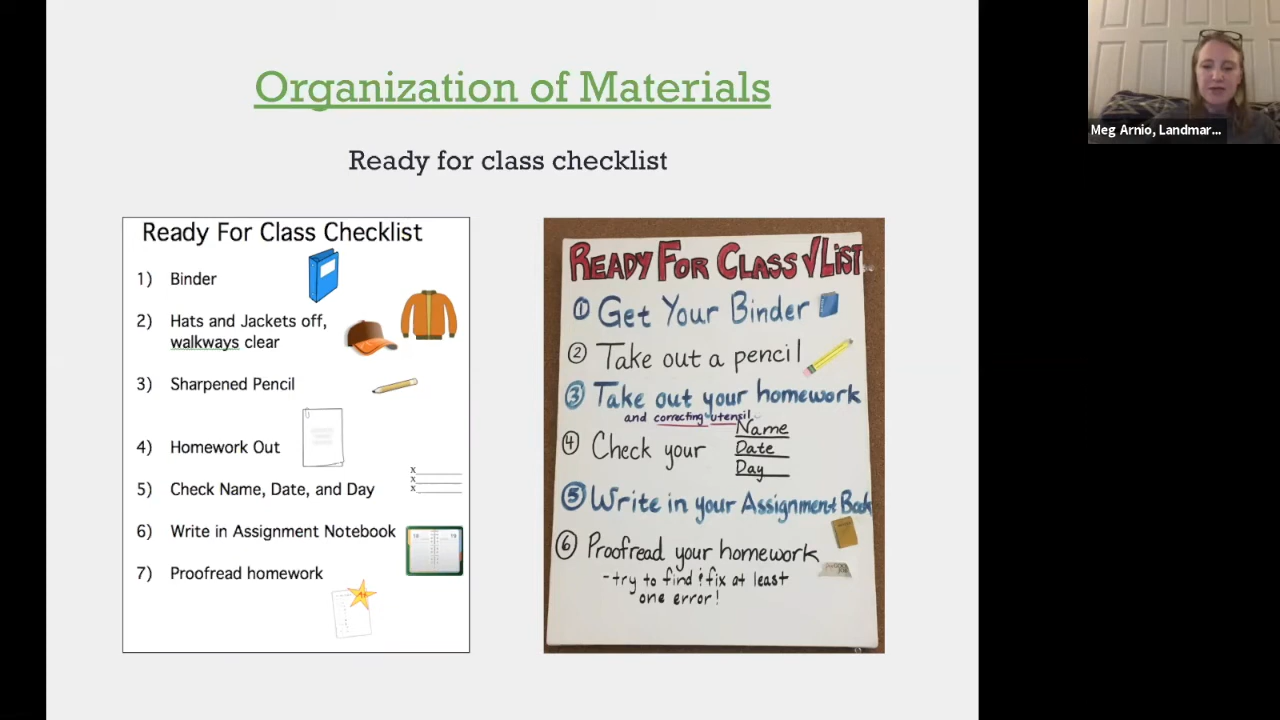 Organization of Materials
Ready for class checklist
Ready For Class Checklist
1) Binder
2) Hats and Jackets off,
walkways clear
3) Sharpened Pencil
4) Homework Out
5) Check Name, Date, and Day
x
x
x
6) Write in Assignment Notebook
7) Proofread homework
READY FOR CLASS √ LIST
① Get Your Binder
② Take out a pencil
③ Take out your homework
and correcting utensil
④ Check your
Name
Date
Day
⑤ Write in your Assignment Book
⑥ Proofread your homework
- try to find & fix at least
one error!
Meg Arnio, Landmar...